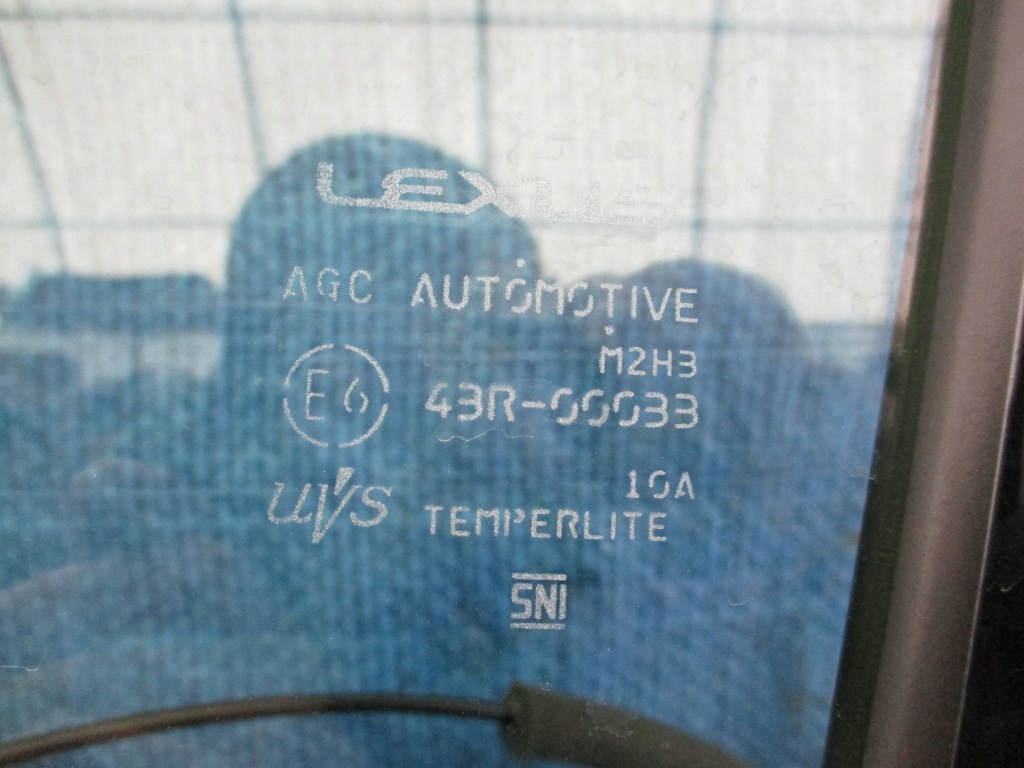 LEXUS
AGC AUTOMOTIVE
M2H3
E6 43R-00033
UVS 10A
TEMPERLITE
SNI